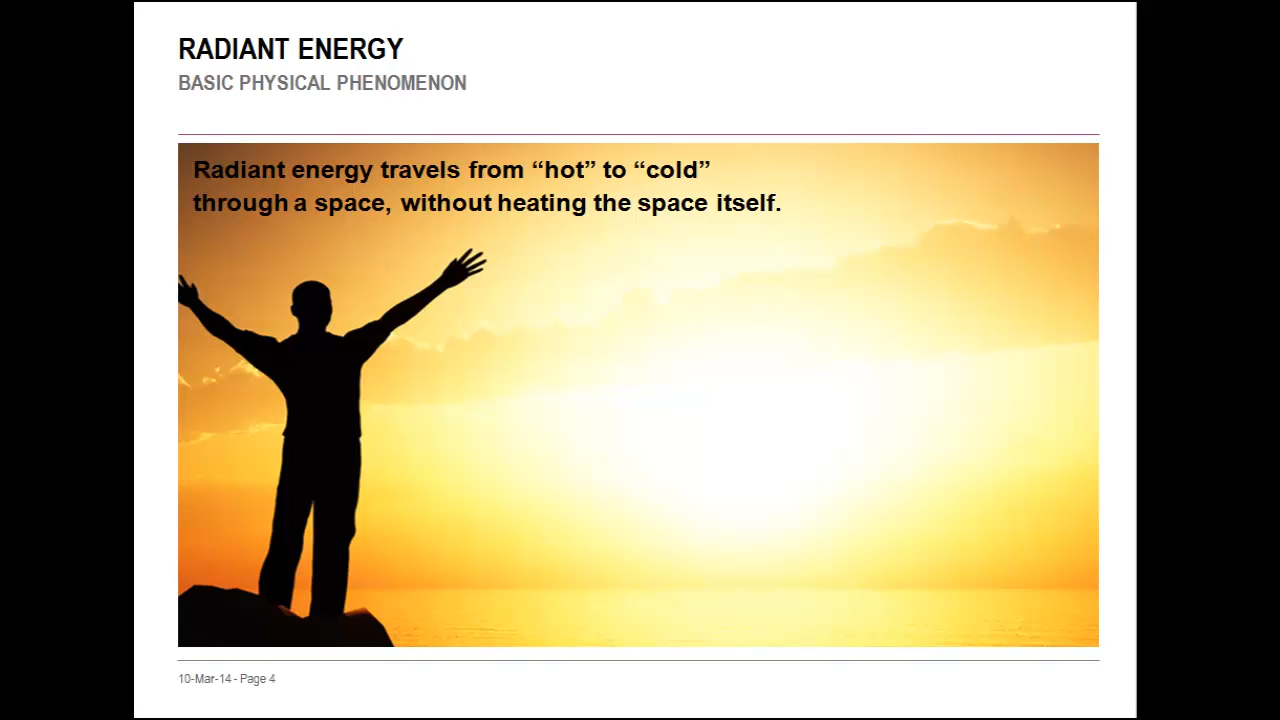 RADIANT ENERGY
BASIC PHYSICAL PHENOMENON
Radiant energy travels from “hot” to “cold”
through a space, without heating the space itself.
10-Mar-14 - Page 4